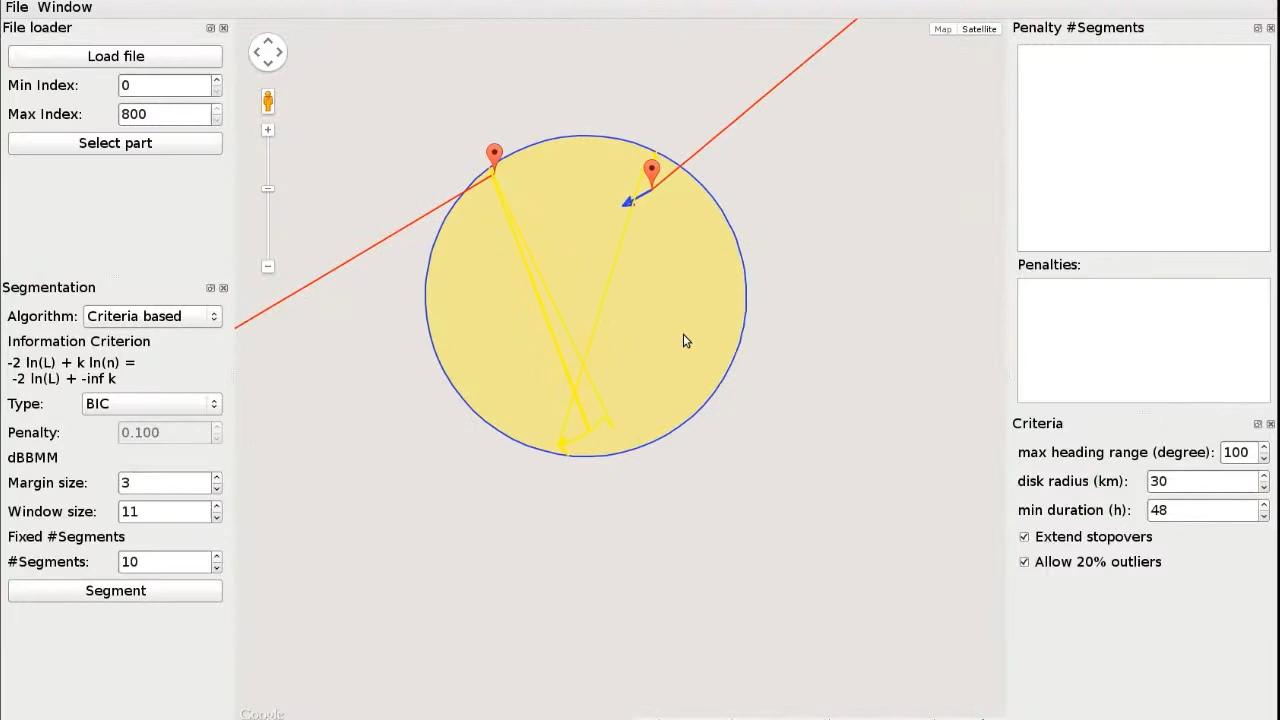 File Window
File loader
Load file
Min Index: 0
Max Index: 800
Select part
Segmentation
Algorithm: Criteria based
Information Criterion
-2 ln(L) + k ln(n) =
-2 ln(L) + -inf k
Type: BIC
Penalty: 0.100
dBBMM
Margin size: 3
Window size: 11
Fixed #Segments
#Segments: 10
Segment
Map Satellite
Google
Penalty #Segments
Penalties:
Criteria
max heading range (degree): 100
disk radius (km): 30
min duration (h): 48
Extend stopovers
Allow 20% outliers